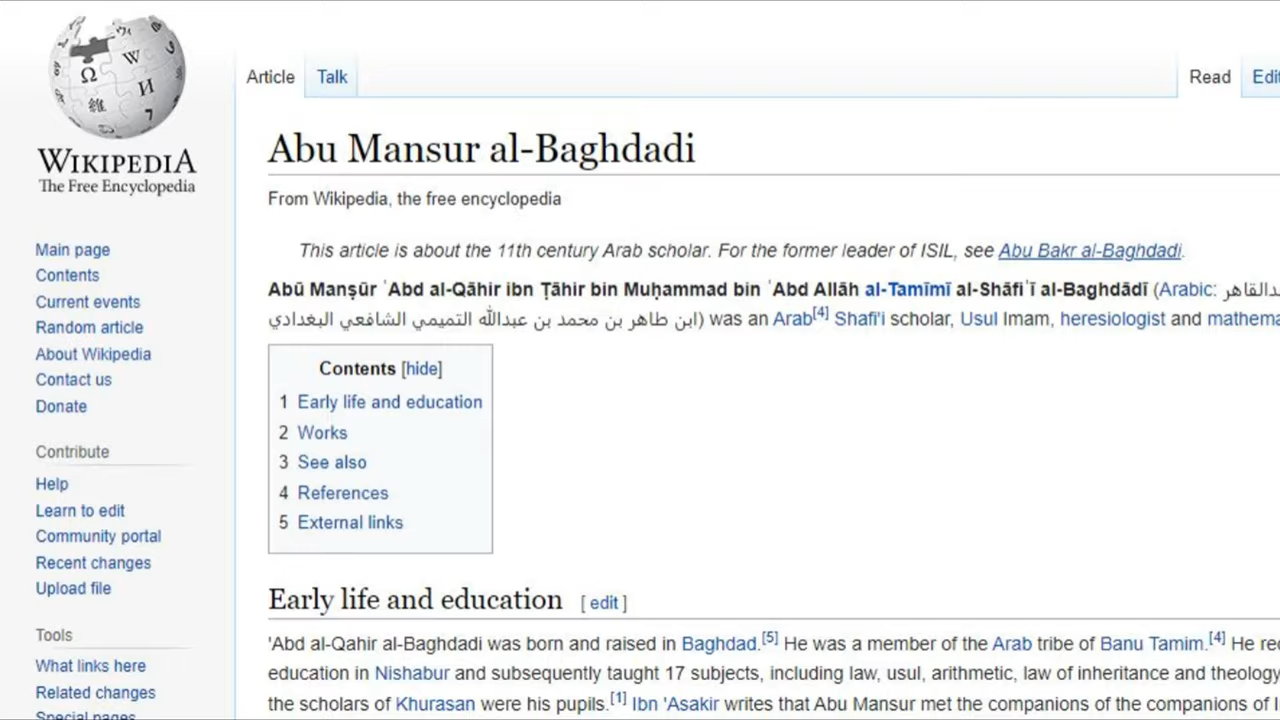 WIKIPEDIA
The Free Encyclopedia
Main page
Contents
Current events
Random article
About Wikipedia
Contact us
Donate
Contribute
Help
Learn to edit
Community portal
Recent changes
Upload file
Tools
What links here
Related changes
Special pages
Article Talk Read
Abu Mansur al-Baghdadi
From Wikipedia, the free encyclopedia
This article is about the 11th century Arab scholar. For the former leader of ISIL, see Abu Bakr al-Baghdadi.
Abū Manṣūr ʿAbd al-Qāhir ibn Ṭāhir bin Muḥammad bin ʿAbd Allāh al-Tamīmī al-Shāfiʿī al-Baghdādī (Arabic:
ابن طاهر بن محمد بن عبدالله التميمي الشافعي البغدادي) was an Arab[4] Shafi'i scholar, Usul Imam, heresiologist and
Contents [hide]
1 Early life and education
2 Works
3 See also
4 References
5 External links
Early life and education [ edit ]
'Abd al-Qahir al-Baghdadi was born and raised in Baghdad.[5] He was a member of the Arab tribe of Banu Tamim.[4] He
education in Nishabur and subsequently taught 17 subjects, including law, usul, arithmetic, law of inheritance and theology
the scholars of Khurasan were his pupils.[1] Ibn 'Asakir writes that Abu Mansur met the companions of the companions of